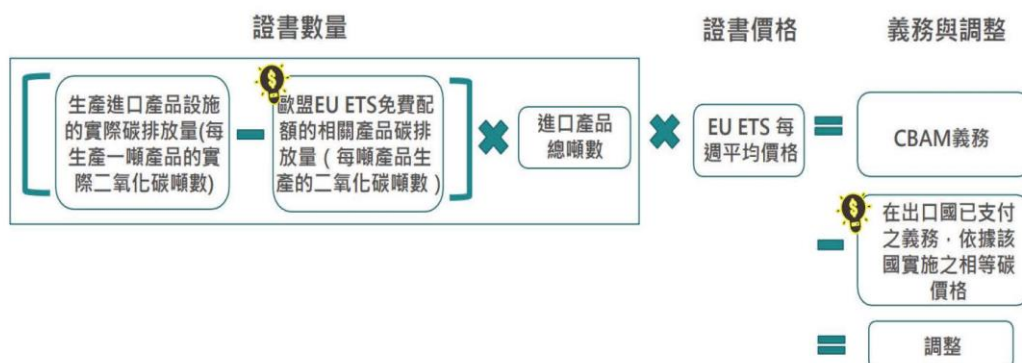 證書數量
證書價格
義務與調整
生產進口產品設施
的實際碳排放量(每
生產一噸產品的實
際二氧化碳噸數)
歐盟EU ETS免費配
額的相關產品碳排
放量（每噸產品生
產的二氧化碳噸數）
進口產品
總噸數
EU ETS 每
週平均價格
CBAM義務
在出口國已支付
之義務，依據該
國實施之相等碳
價格
調整